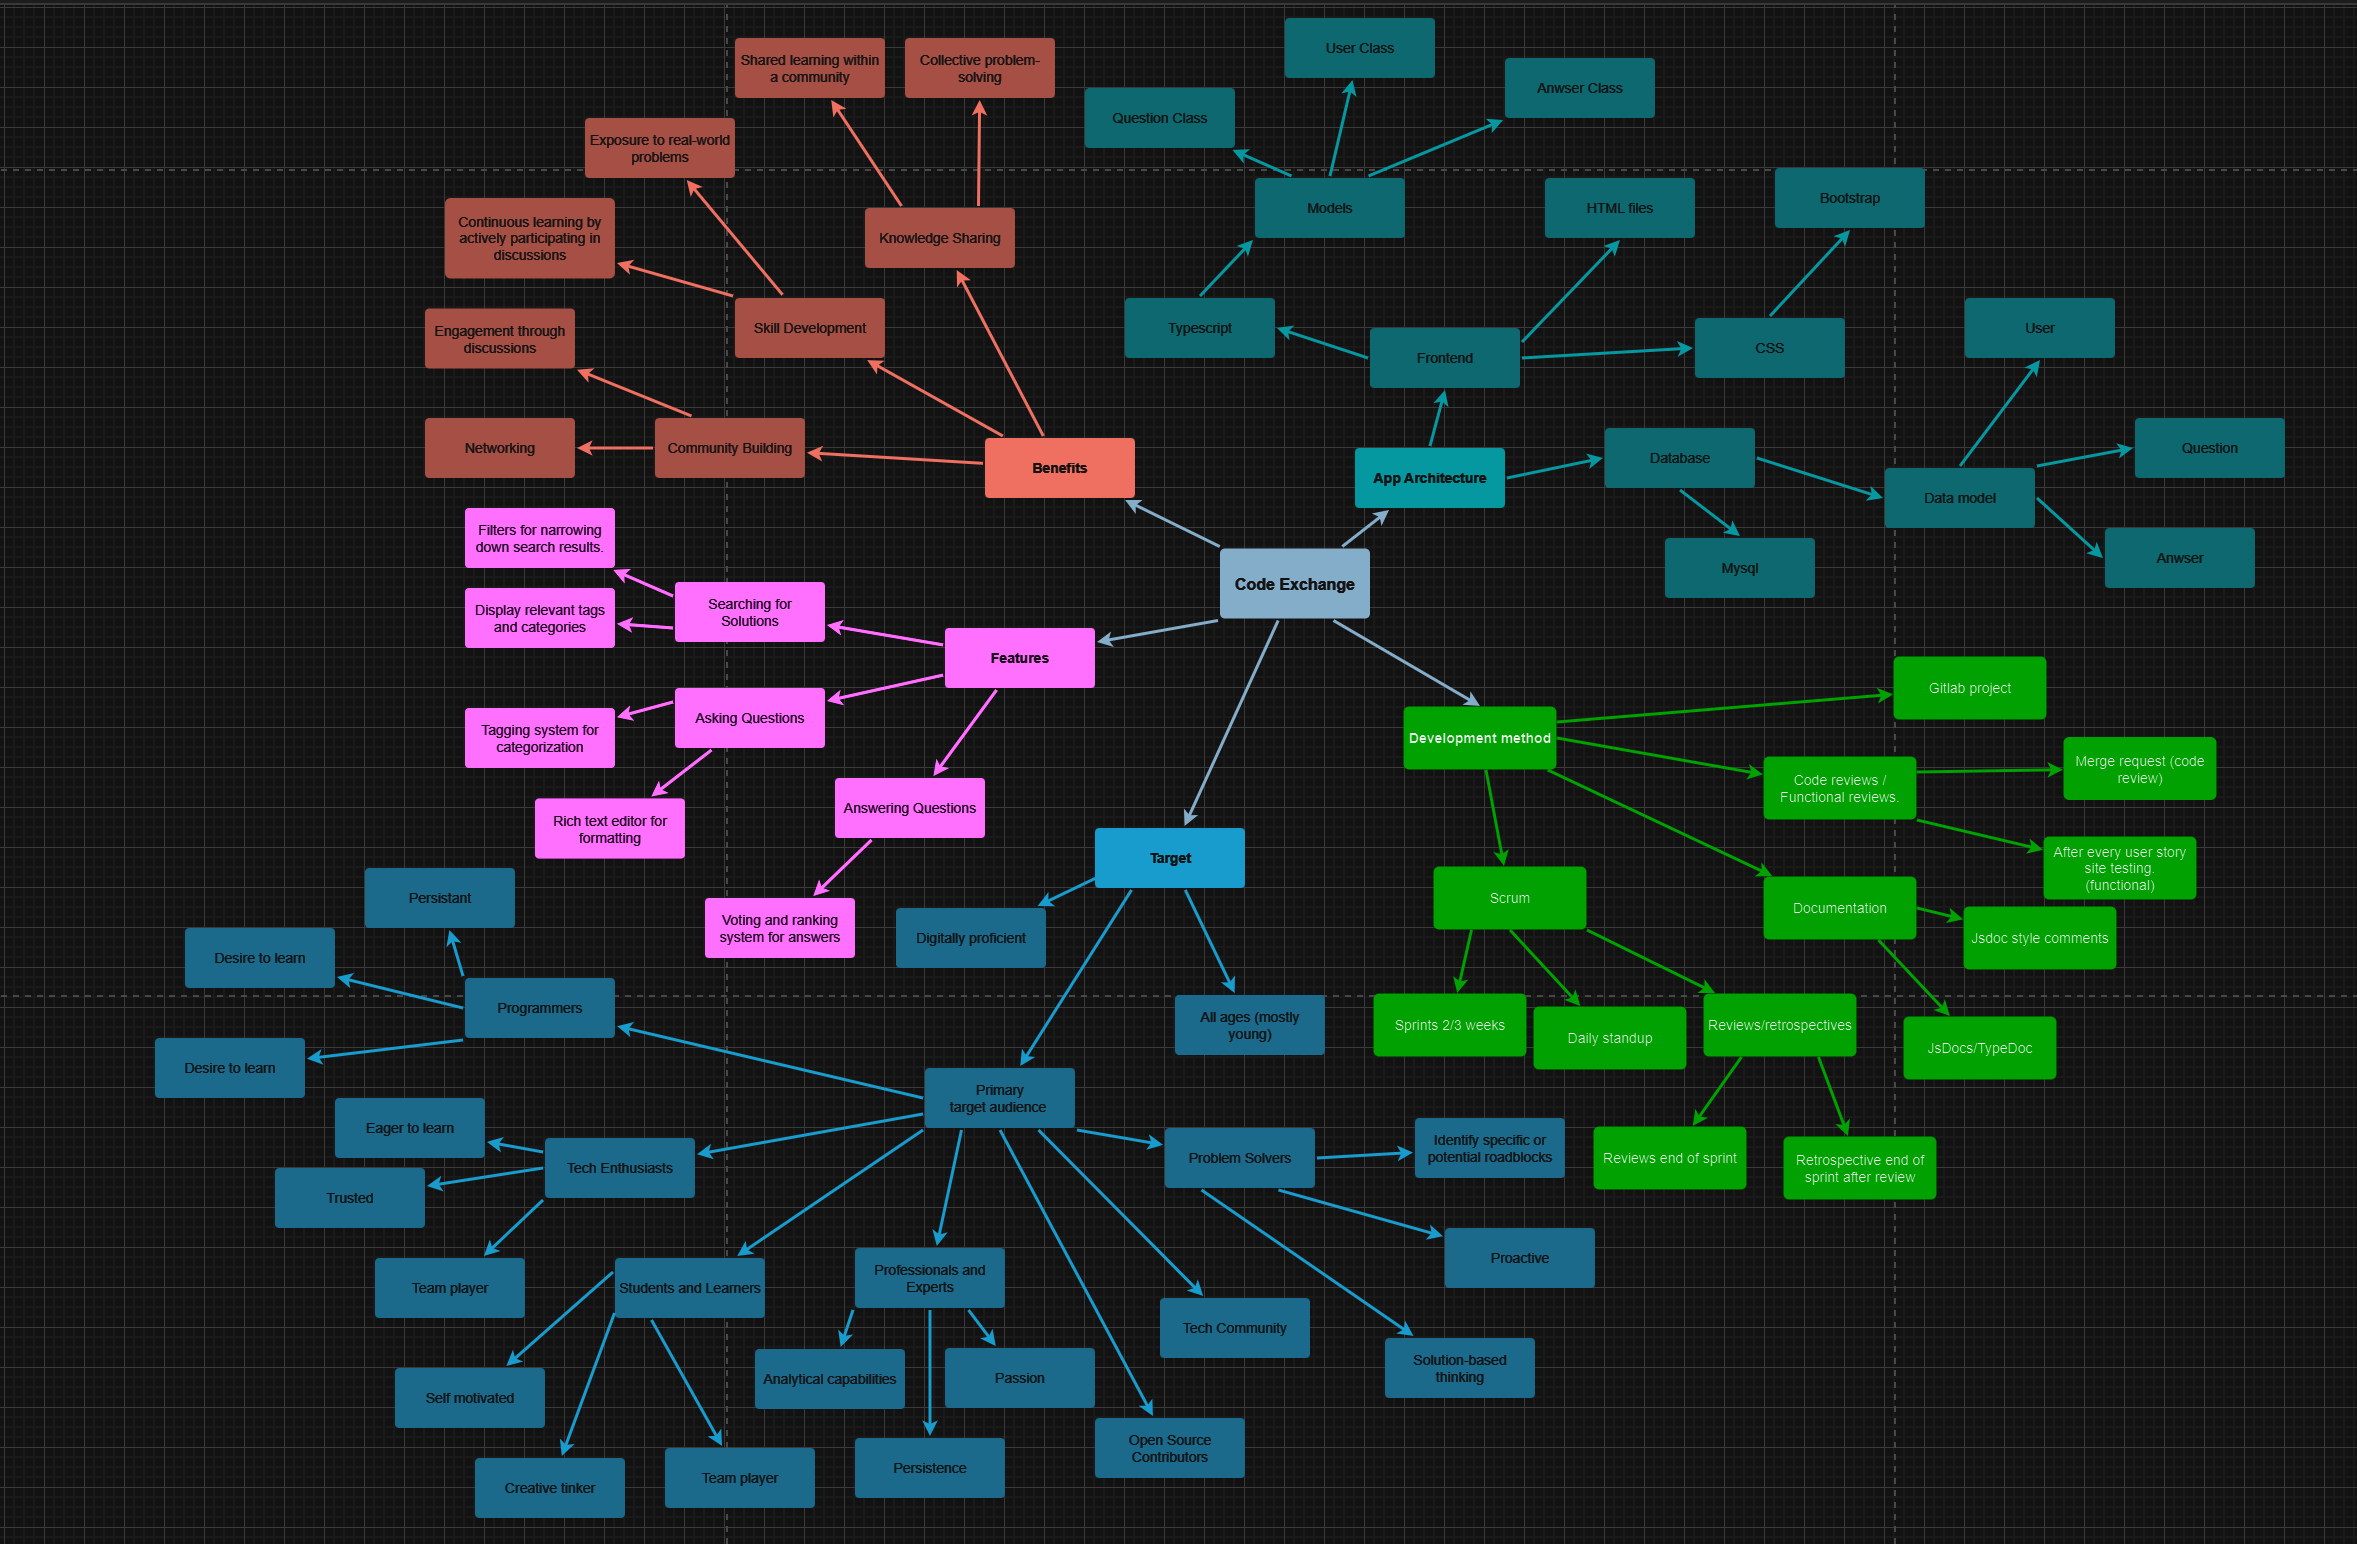 User Class
Shared learning within
a community
Collective problem-
solving
Anwser Class
Question Class
Exposure to real-world
problems
Continuous learning by
actively participating in
discussions
Knowledge Sharing
Models
HTML files
Bootstrap
Engagement through
discussions
Skill Development
Typescript
Frontend
CSS
User
Networking
Community Building
Benefits
App Architecture
Database
Data model
Question
Anwser
Mysql
Filters for narrowing
down search results.
Display relevant tags
and categories
Searching for
Solutions
Code Exchange
Features
Tagging system for
categorization
Asking Questions
Rich text editor for
formatting
Answering Questions
Voting and ranking
system for answers
Development method
Gitlab project
Code reviews /
Functional reviews.
Merge request (code
review)
After every user story
site testing.
(functional)
Target
Scrum
Documentation
Jsdoc style comments
JsDocs/TypeDoc
Persistant
Desire to learn
Programmers
Desire to learn
Digitally proficient
All ages (mostly
young)
Sprints 2/3 weeks
Daily standup
Reviews/retrospectives
Reviews end of sprint
Retrospective end of
sprint after review
Primary
target audience
Eager to learn
Tech Enthusiasts
Trusted
Team player
Problem Solvers
Identify specific or
potential roadblocks
Proactive
Solution-based
thinking
Students and Learners
Professionals and
Experts
Tech Community
Self motivated
Analytical capabilities
Passion
Creative tinker
Team player
Persistence
Open Source
Contributors